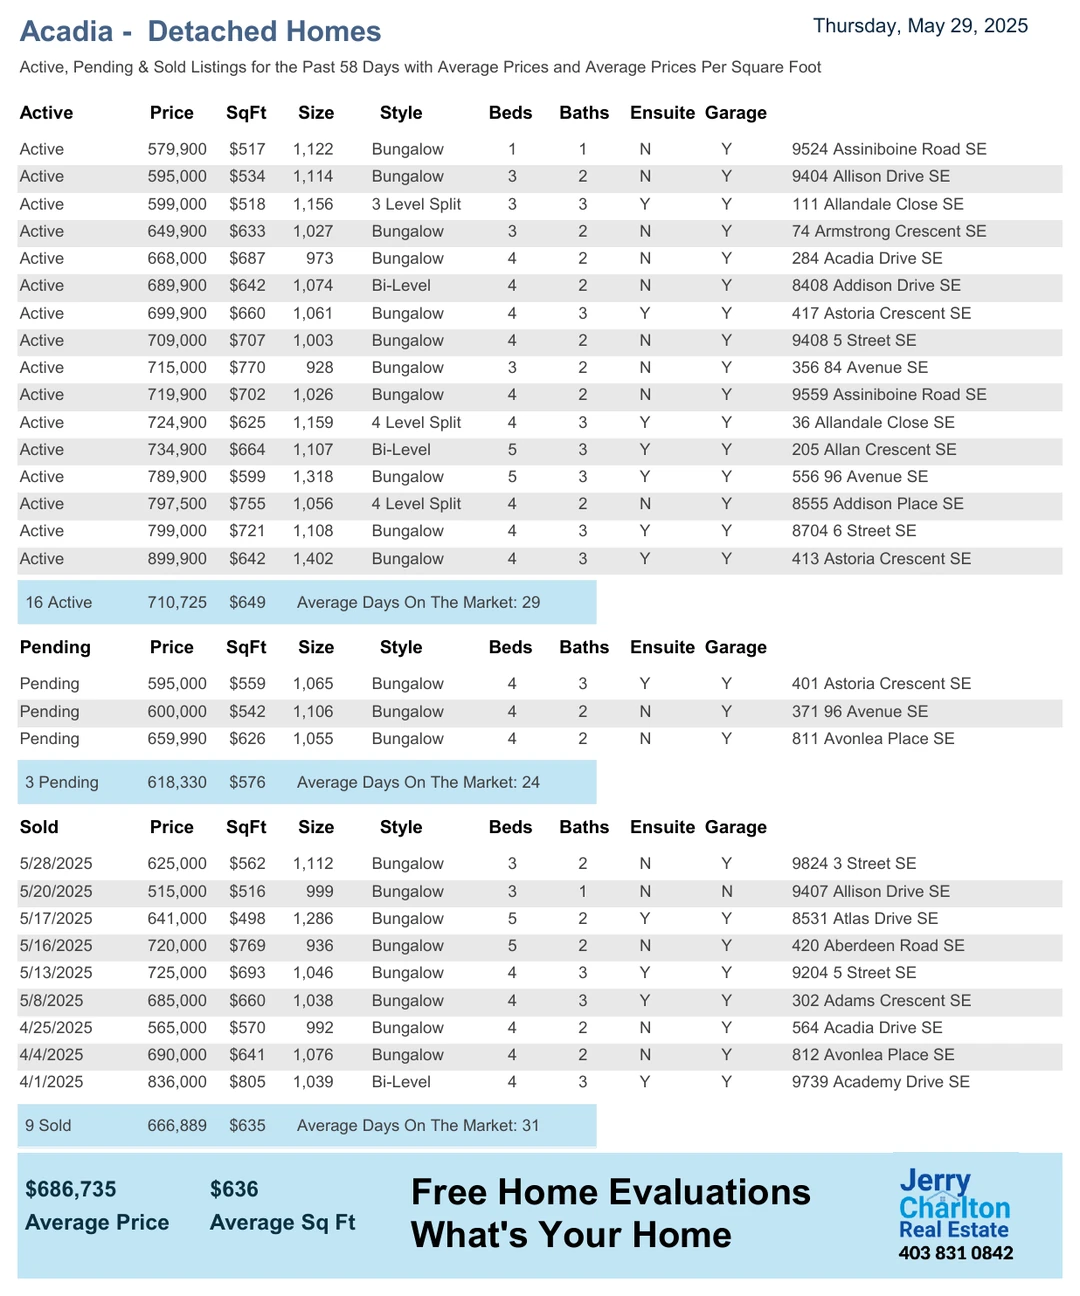 Acadia - Detached Homes
Thursday, May 29, 2025
Active, Pending & Sold Listings for the Past 58 Days with Average Prices and Average Prices Per Square Foot
Active Price SqFt Size Style Beds Baths Ensuite Garage
Active 579,900 $517 1,122 Bungalow 1 1 N Y 9524 Assiniboine Road SE
Active 595,000 $534 1,114 Bungalow 3 2 N Y 9404 Allison Drive SE
Active 599,000 $518 1,156 3 Level Split 3 3 Y Y 111 Allandale Close SE
Active 649,900 $633 1,027 Bungalow 3 2 N Y 74 Armstrong Crescent SE
Active 668,000 $687 973 Bungalow 4 2 N Y 284 Acadia Drive SE
Active 689,900 $642 1,074 Bi-Level 4 2 N Y 8408 Addison Drive SE
Active 699,900 $660 1,061 Bungalow 4 3 Y Y 417 Astoria Crescent SE
Active 709,000 $707 1,003 Bungalow 4 2 N Y 9408 5 Street SE
Active 715,000 $770 928 Bungalow 3 2 N Y 356 84 Avenue SE
Active 719,900 $702 1,026 Bungalow 4 2 N Y 9559 Assiniboine Road SE
Active 724,900 $625 1,159 4 Level Split 4 3 Y Y 36 Allandale Close SE
Active 734,900 $664 1,107 Bi-Level 5 3 Y Y 205 Allan Crescent SE
Active 789,900 $599 1,318 Bungalow 5 3 Y Y 556 96 Avenue SE
Active 797,500 $755 1,056 4 Level Split 4 2 N Y 8555 Addison Place SE
Active 799,000 $721 1,108 Bungalow 4 3 Y Y 8704 6 Street SE
Active 899,900 $642 1,402 Bungalow 4 3 Y Y 413 Astoria Crescent SE
16 Active 710,725 $649 Average Days On The Market: 29
Pending Price SqFt Size Style Beds Baths Ensuite Garage
Pending 595,000 $559 1,065 Bungalow 4 3 Y Y 401 Astoria Crescent SE
Pending 600,000 $542 1,106 Bungalow 4 2 N Y 371 96 Avenue SE
Pending 659,990 $626 1,055 Bungalow 4 2 N Y 811 Avonlea Place SE
3 Pending 618,330 $576 Average Days On The Market: 24
Sold Price SqFt Size Style Beds Baths Ensuite Garage
5/28/2025 625,000 $562 1,112 Bungalow 3 2 N Y 9824 3 Street SE
5/20/2025 515,000 $516 999 Bungalow 3 1 N N 9407 Allison Drive SE
5/17/2025 641,000 $498 1,286 Bungalow 5 2 Y Y 8531 Atlas Drive SE
5/16/2025 720,000 $769 936 Bungalow 5 2 N Y 420 Aberdeen Road SE
5/13/2025 725,000 $693 1,046 Bungalow 4 3 Y Y 9204 5 Street SE
5/8/2025 685,000 $660 1,038 Bungalow 4 3 Y Y 302 Adams Crescent SE
4/25/2025 565,000 $570 992 Bungalow 4 2 N Y 564 Acadia Drive SE
4/4/2025 690,000 $641 1,076 Bungalow 4 2 N Y 812 Avonlea Place SE
4/1/2025 836,000 $805 1,039 Bi-Level 4 3 Y Y 9739 Academy Drive SE
9 Sold 666,889 $635 Average Days On The Market: 31
$686,735 $636
Average Price Average Sq Ft
Free Home Evaluations
What's Your Home
Jerry
Charlton
Real Estate
403 831 0842